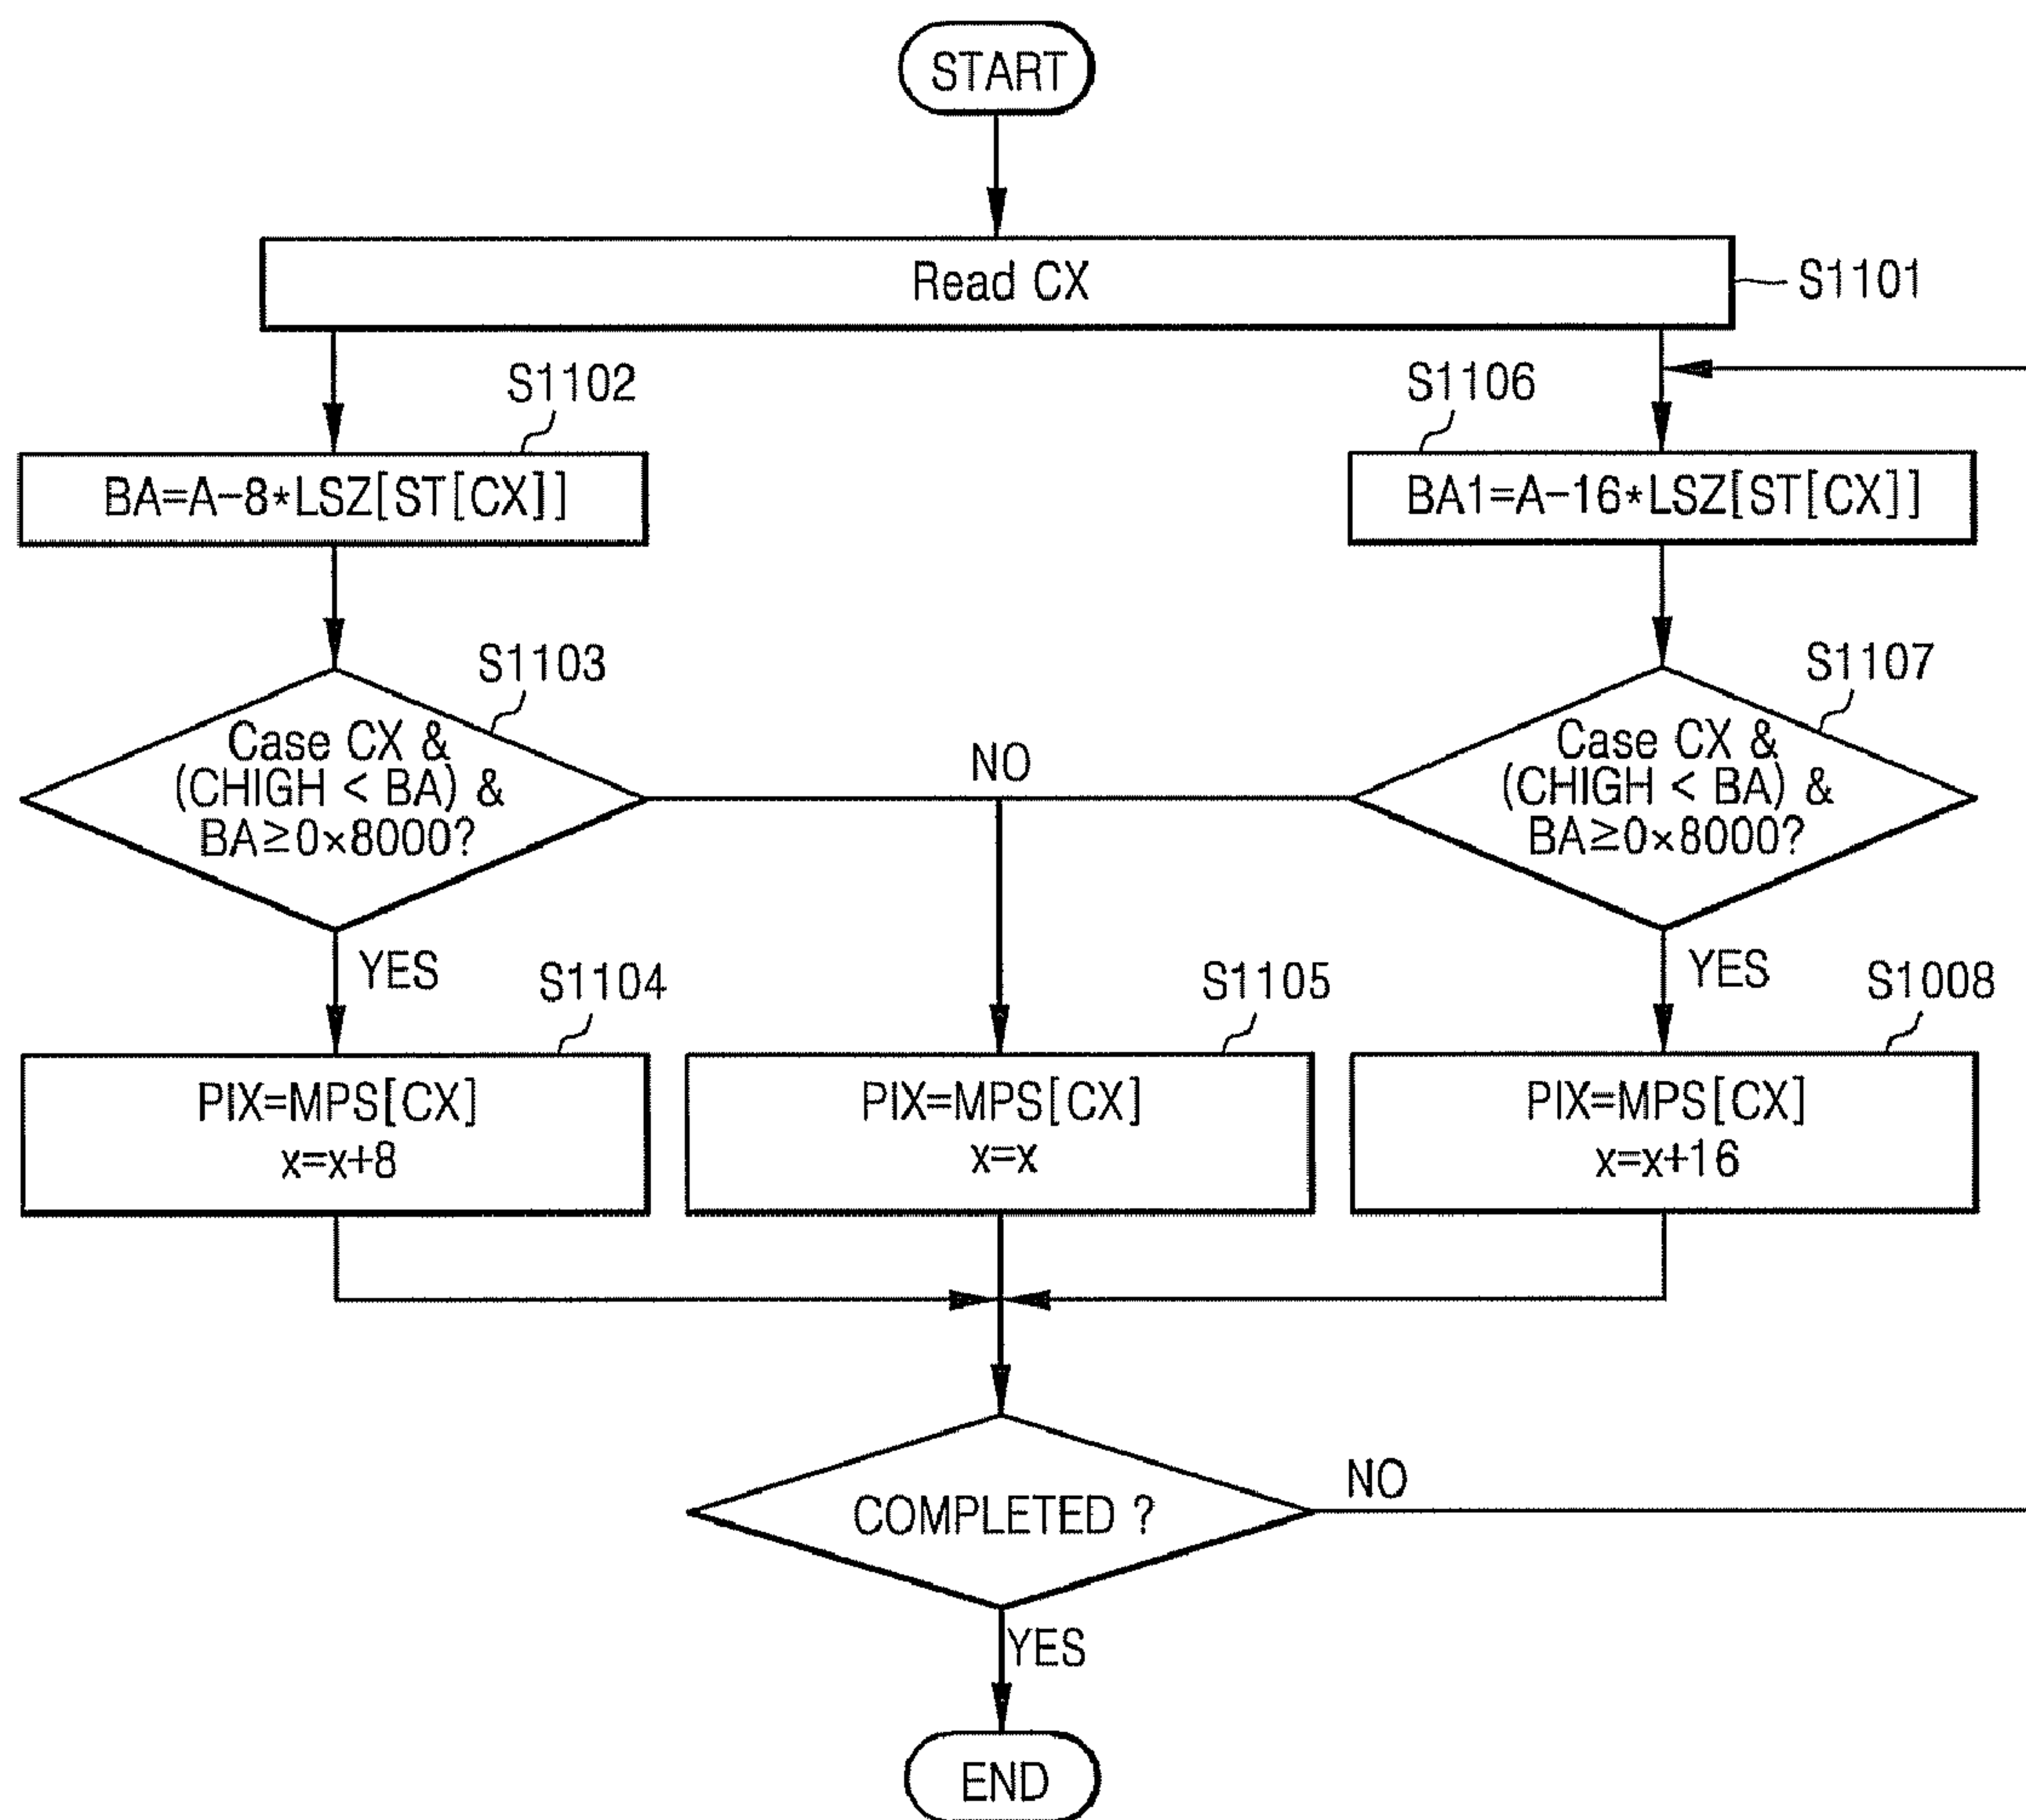 START
Read CX
S1101
S1102
S1106
BA=A-8*LSZ[ST[CX]]
BA1=A-16*LSZ[ST[CX]]
S1103
S1107
Case CX &
(CHIGH < BA) &
BA≧0×8000?
NO
Case CX &
(CHIGH < BA) &
BA≧0×8000?
YES
YES
S1104
S1105
S1008
PIX=MPS[CX]
x=x+8
PIX=MPS[CX]
x=x
PIX=MPS[CX]
x=x+16
COMPLETED ?
NO
YES
END